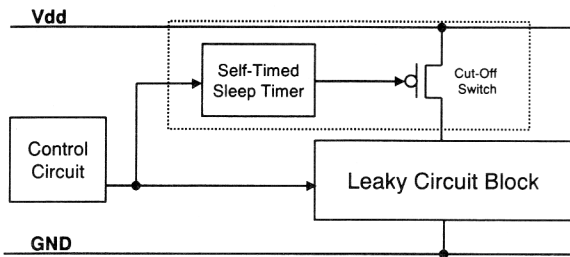 Vdd
Self-Timed
Sleep Timer
Cut-Off
Switch
Control
Circuit
Leaky Circuit Block
GND